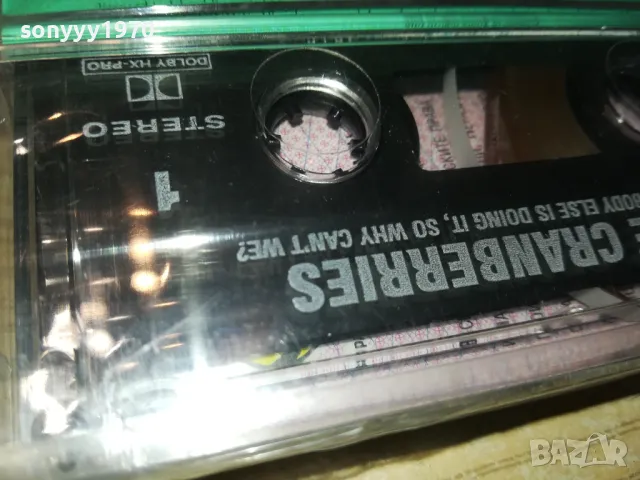 sonyyy1970
DOLBY HX-PRO
STEREO
1
BODY ELSE IS DOING IT, SO WHY CAN'T WE?
E CRANBERRIES
BAZAR